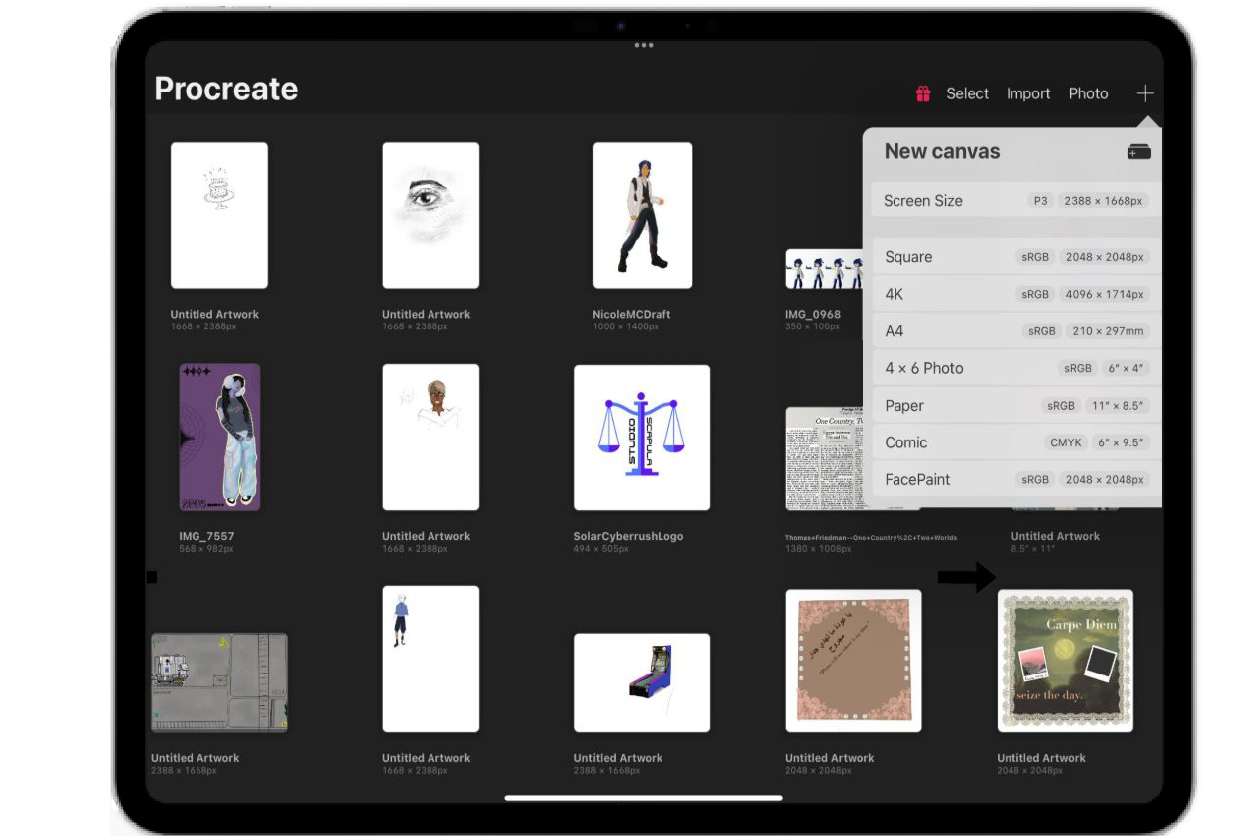 Procreate
Select Import Photo
New canvas
Screen Size P3 2388 × 1668px
Square sRGB 2048 × 2048px
4K sRGB 4096 × 1714px
A4 sRGB 210 × 297mm
4 × 6 Photo sRGB 6" × 4"
Paper sRGB 11" × 8.5"
Comic CMYK 6" × 9.5"
FacePaint sRGB 2048 × 2048px
Untitled Artwork
1668 × 2388px
Untitled Artwork
1668 × 2388px
NicoleMCDraft
1000 × 1400px
IMG_0968
350 × 100px
SCAPULA
STUDIO
One Country,
IMG_7557
568 × 982px
Untitled Artwork
1668 × 2388px
SolarCyberrushLogo
494 × 505px
Thomas+Friedman--One+Country%2C+Two+Worlds
1380 × 1008px
Untitled Artwork
8.5" × 11"
Carpe Diem
seize the day.
Untitled Artwork
2388 × 1668px
Untitled Artwork
1668 × 2388px
Untitled Artwork
2388 × 1668px
Untitled Artwork
2048 × 2048px
Untitled Artwork
2048 × 2048px